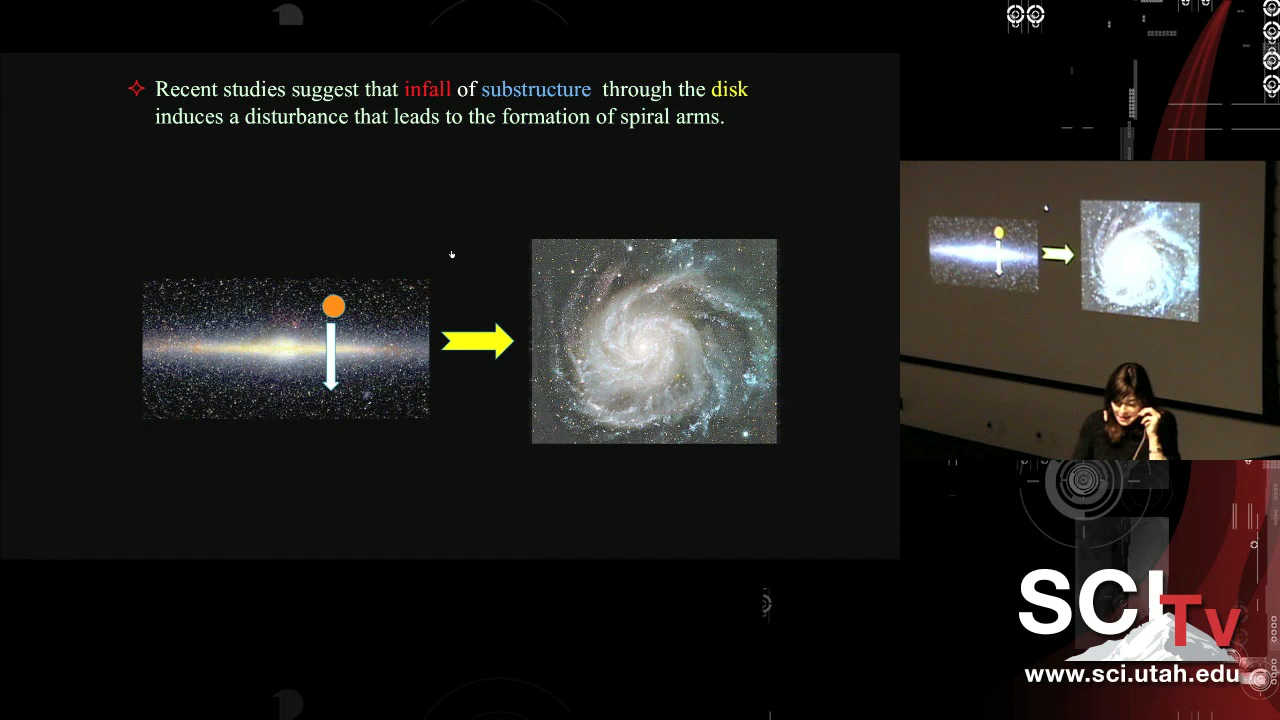 Recent studies suggest that infall of substructure through the disk
induces a disturbance that leads to the formation of spiral arms.
SCI
Tv
www.sci.utah.edu